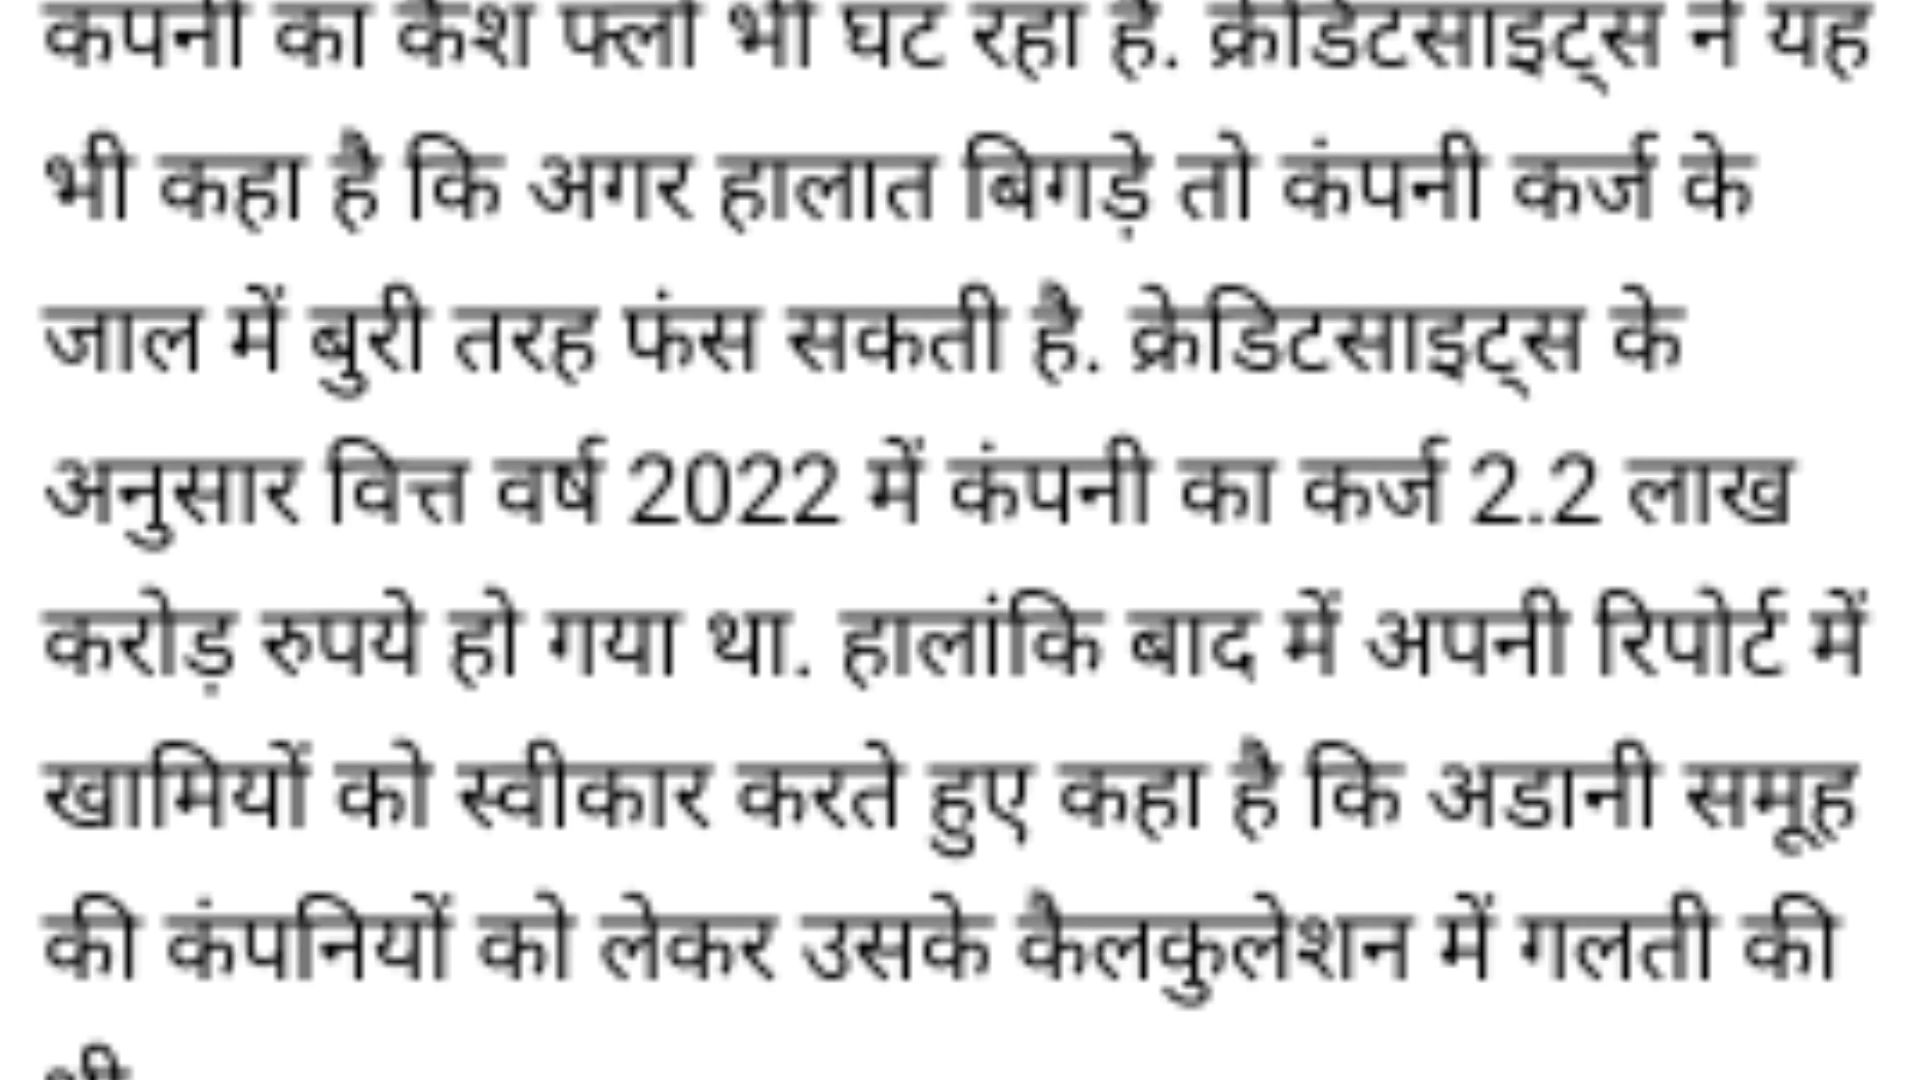 कंपनी का कैश फ्लो भी घट रहा है. क्रेडिटसाइट्स ने यह
भी कहा है कि अगर हालात बिगड़े तो कंपनी कर्ज के
जाल में बुरी तरह फंस सकती है. क्रेडिटसाइट्स के
अनुसार वित्त वर्ष 2022 में कंपनी का कर्ज 2.2 लाख
करोड़ रुपये हो गया था. हालांकि बाद में अपनी रिपोर्ट में
खामियों को स्वीकार करते हुए कहा है कि अडानी समूह
की कंपनियों को लेकर उसके कैलकुलेशन में गलती की